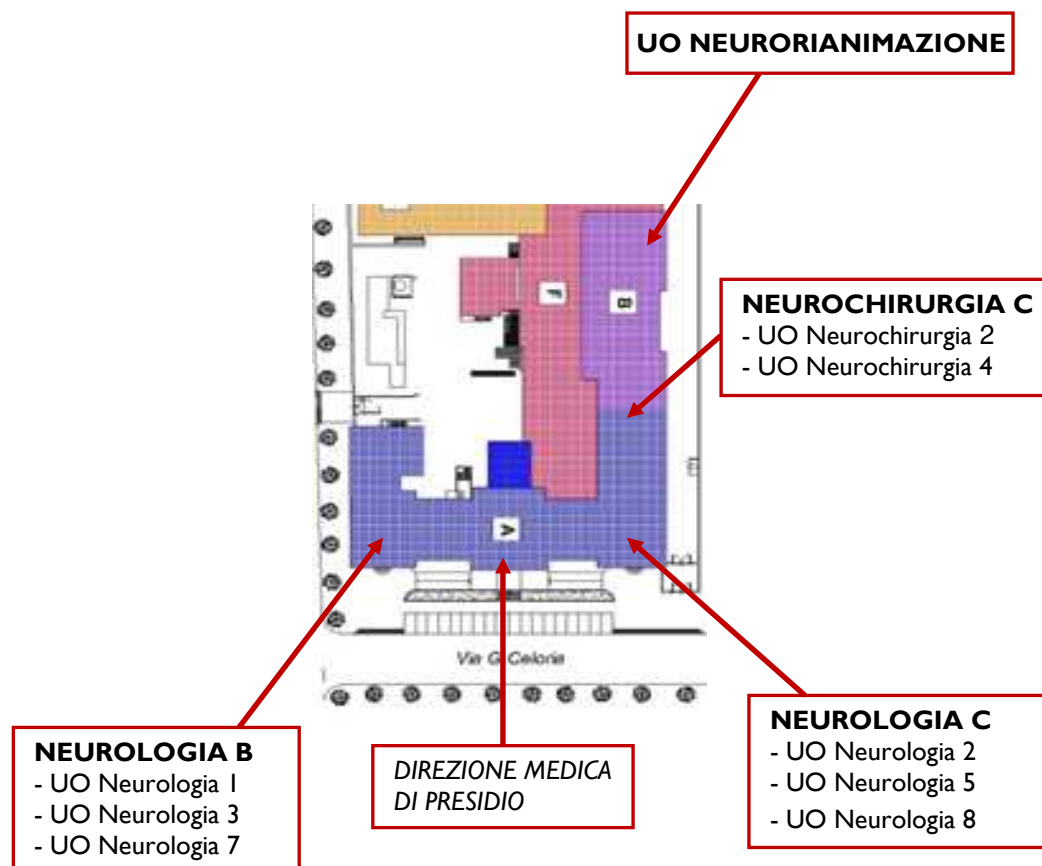 UO NEURORIANIMAZIONE
NEUROCHIRURGIA C
- UO Neurochirurgia 2
- UO Neurochirurgia 4
F
B
A
Via G Celoria
NEUROLOGIA B
- UO Neurologia 1
- UO Neurologia 3
- UO Neurologia 7
DIREZIONE MEDICA
DI PRESIDIO
NEUROLOGIA C
- UO Neurologia 2
- UO Neurologia 5
- UO Neurologia 8